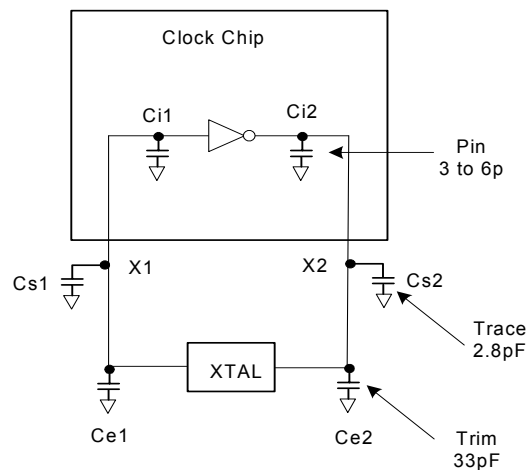 Clock Chip
Ci1
Ci2
Pin
3 to 6p
Cs1
X1
X2
Cs2
Trace
2.8pF
XTAL
Ce1
Ce2
Trim
33pF